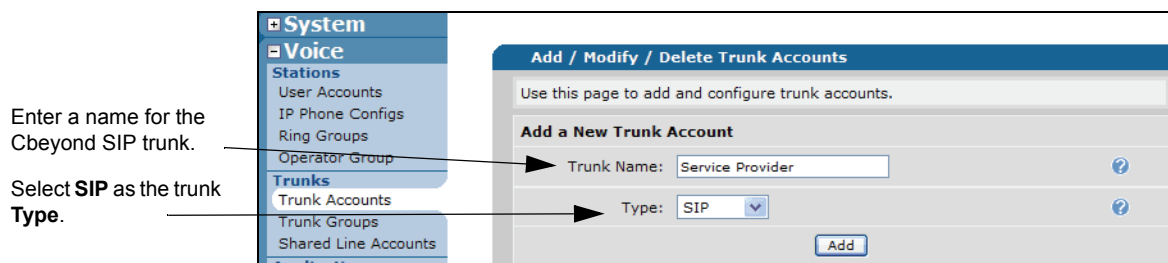 Enter a name for the
Cbeyond SIP trunk.
Select SIP as the trunk
Type.
System
Voice
Stations
User Accounts
IP Phone Configs
Ring Groups
Operator Group
Trunks
Trunk Accounts
Trunk Groups
Shared Line Accounts
Add / Modify / Delete Trunk Accounts
Use this page to add and configure trunk accounts.
Add a New Trunk Account
Trunk Name: Service Provider
Type: SIP
Add